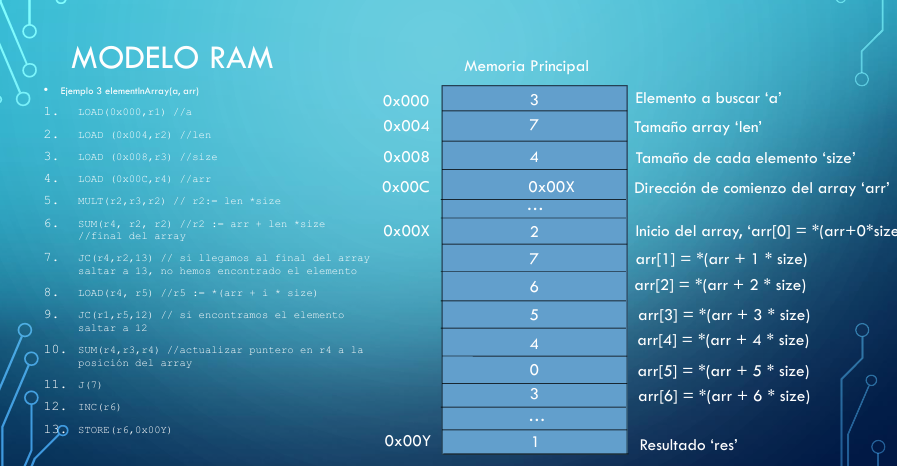 MODELO RAM
• Ejemplo 3 elementInArray(a, arr)
1. LOAD(0x000,r1) //a
2. LOAD (0x004,r2) //len
3. LOAD (0x008,r3) //size
4. LOAD (0x00C,r4) //arr
5. MULT(r2,r3,r2) // r2:= len *size
6. SUM(r4, r2, r2) //r2 := arr + len *size
//final del array
7. JC(r4,r2,13) // si llegamos al final del array
saltar a 13, no hemos encontrado el elemento
8. LOAD(r4, r5) //r5 := *(arr + i * size)
9. JC(r1,r5,12) // si encontramos el elemento
saltar a 12
10. SUM(r4,r3,r4) //actualizar puntero en r4 a la
posición del array
11. J(7)
12. INC(r6)
13. STORE(r6,0x00Y)
Memoria Principal
0x000 3 Elemento a buscar ‘a’
0x004 7 Tamaño array ‘len’
0x008 4 Tamaño de cada elemento ‘size’
0x00C 0x00X Dirección de comienzo del array ‘arr’
...
0x00X 2 Inicio del array, ‘arr[0] = *(arr+0*size
7 arr[1] = *(arr + 1 * size)
6 arr[2] = *(arr + 2 * size)
5 arr[3] = *(arr + 3 * size)
4 arr[4] = *(arr + 4 * size)
0 arr[5] = *(arr + 5 * size)
3 arr[6] = *(arr + 6 * size)
...
0x00Y 1 Resultado ‘res’